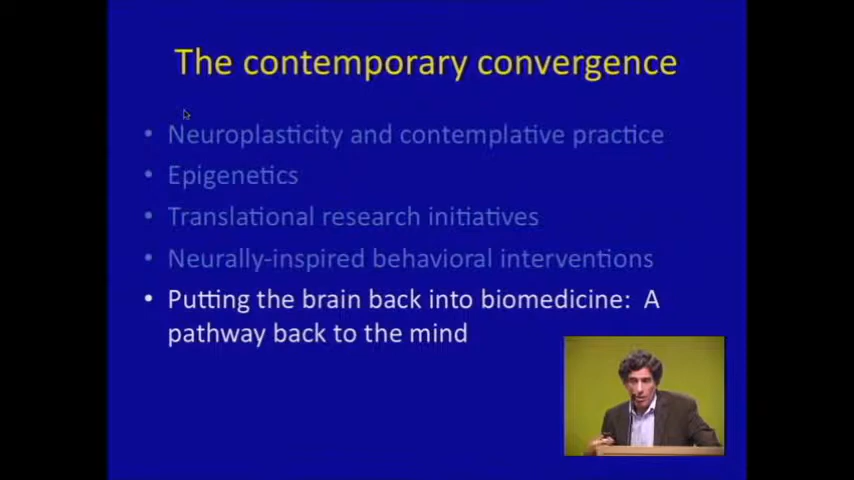 The contemporary convergence
• Neuroplasticity and contemplative practice
• Epigenetics
• Translational research initiatives
• Neurally-inspired behavioral interventions
• Putting the brain back into biomedicine: A
pathway back to the mind